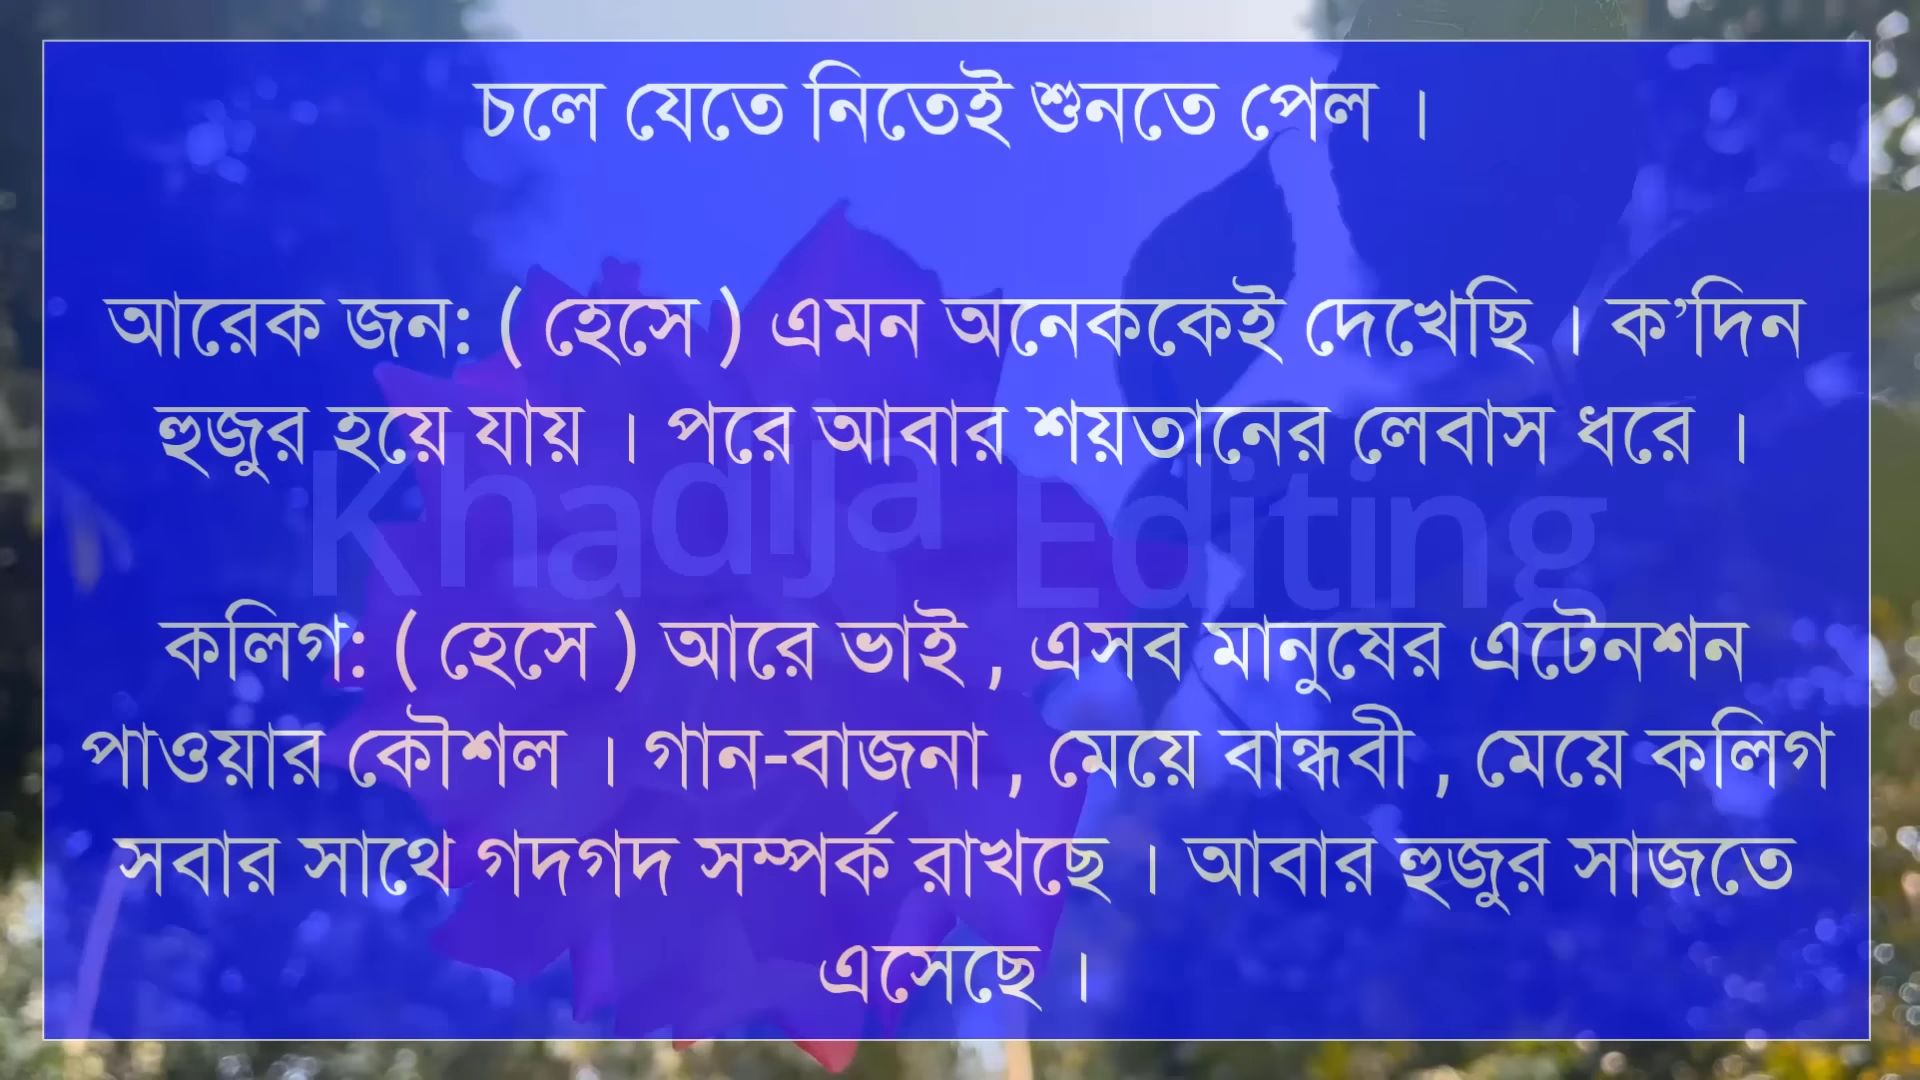 চলে যেতে নিতেই শুনতে পেল ।
আরেক জন: ( হেসে ) এমন অনেককেই দেখেছি । ক’দিন
হুজুর হয়ে যায় । পরে আবার শয়তানের লেবাস ধরে ।
Khadija Editing
কলিগ: ( হেসে ) আরে ভাই , এসব মানুষের এটেনশন
পাওয়ার কৌশল । গান-বাজনা , মেয়ে বান্ধবী , মেয়ে কলিগ
সবার সাথে গদগদ সম্পর্ক রাখছে । আবার হুজুর সাজতে
এসেছে ।